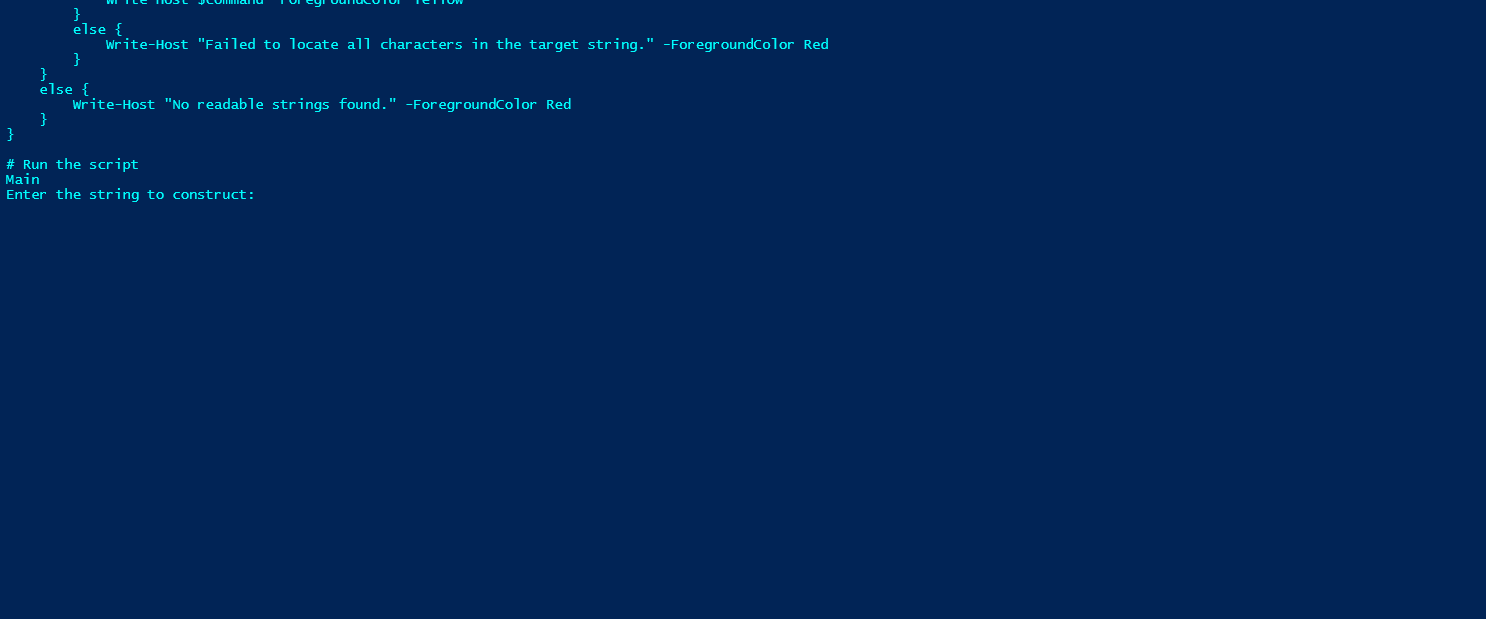 Write-Host $Command -ForegroundColor Yellow
        }
        else {
            Write-Host "Failed to locate all characters in the target string." -ForegroundColor Red
        }
    }
    else {
        Write-Host "No readable strings found." -ForegroundColor Red
    }
}

# Run the script
Main
Enter the string to construct: